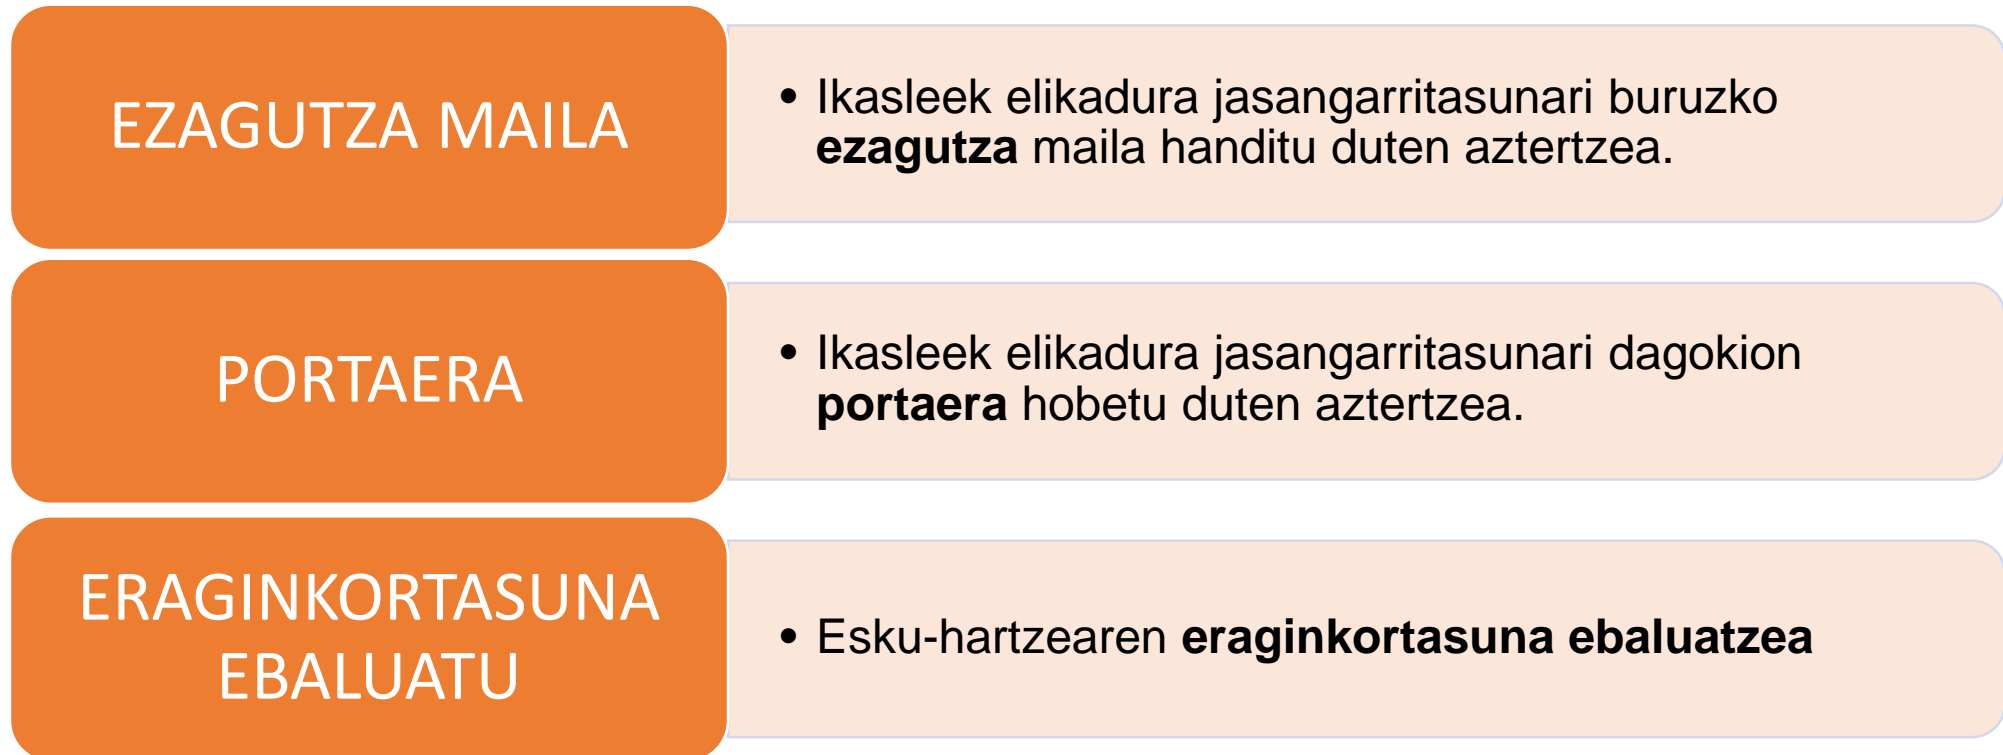 EZAGUTZA MAILA
• Ikasleek elikadura jasangarritasunari buruzko
ezagutza maila handitu duten aztertzea.
PORTAERA
• Ikasleek elikadura jasangarritasunari dagokion
portaera hobetu duten aztertzea.
ERAGINKORTASUNA
EBALUATU
• Esku-hartzearen eraginkortasuna ebaluatzea